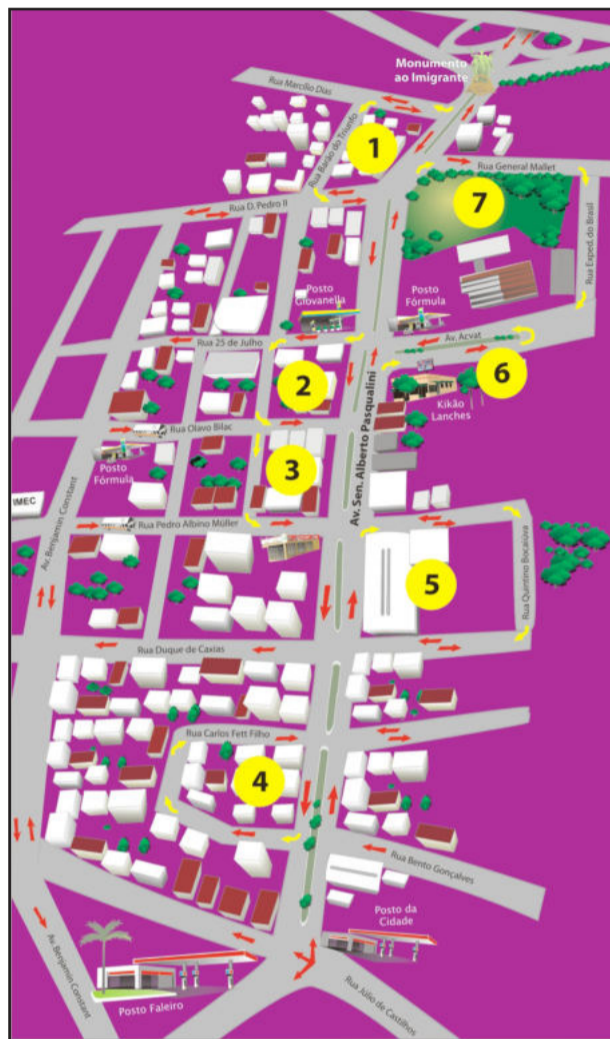 Monumento
ao Imigrante
Rua Marcílio Dias
1
Rua Barão do Triunfo
Rua General Mallet
7
Rua D. Pedro II
Rua Exped. do Brasil
Posto
Giovanella
Posto
Fórmula
Rua 25 de Julho
Av. Acvat
2
6
Kikão
Lanches
Rua Olavo Bilac
Posto
Fórmula
3
Av. Sen. Alberto Pasqualini
IMEC
Av. Benjamin Constant
Rua Pedro Albino Müller
5
Rua Quintino Bocaiúva
Rua Duque de Caxias
Rua Carlos Fett Filho
4
Rua Bento Gonçalves
Posto da
Cidade
Av. Benjamin Constant
Posto Faleiro
Rua Júlio de Castilhos